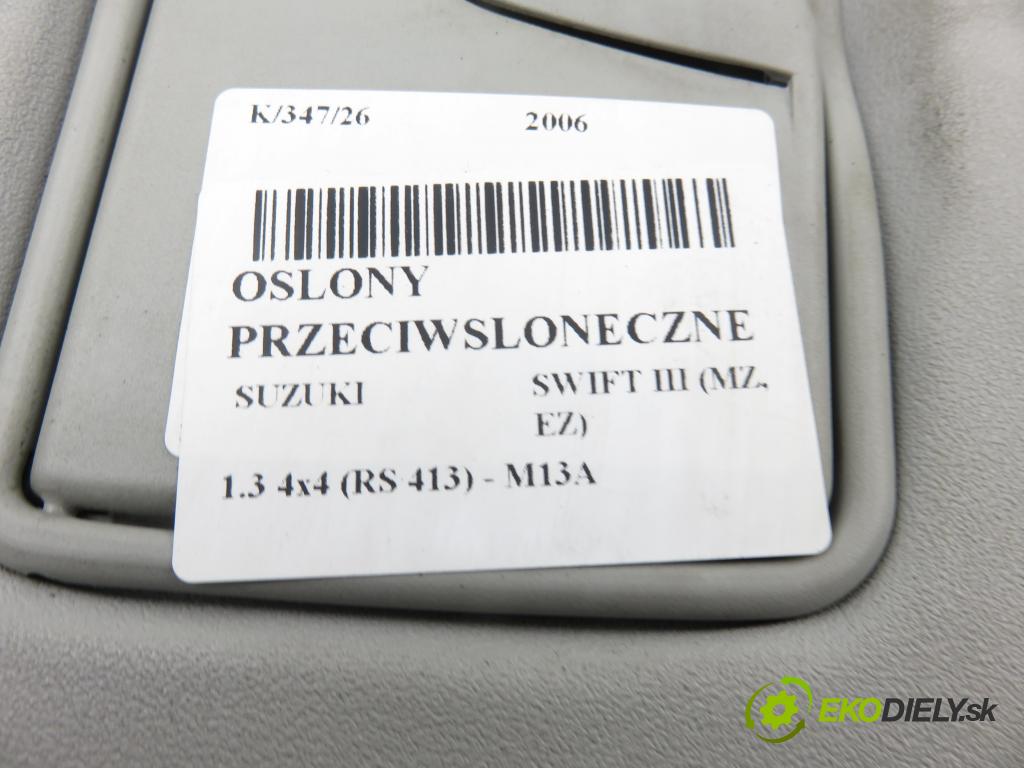 K/347/26 2006
OSLONY
PRZECIWSLONECZNE
SUZUKI SWIFT III (MZ,
EZ)
1.3 4x4 (RS 413) - M13A
EKODIELY.sk